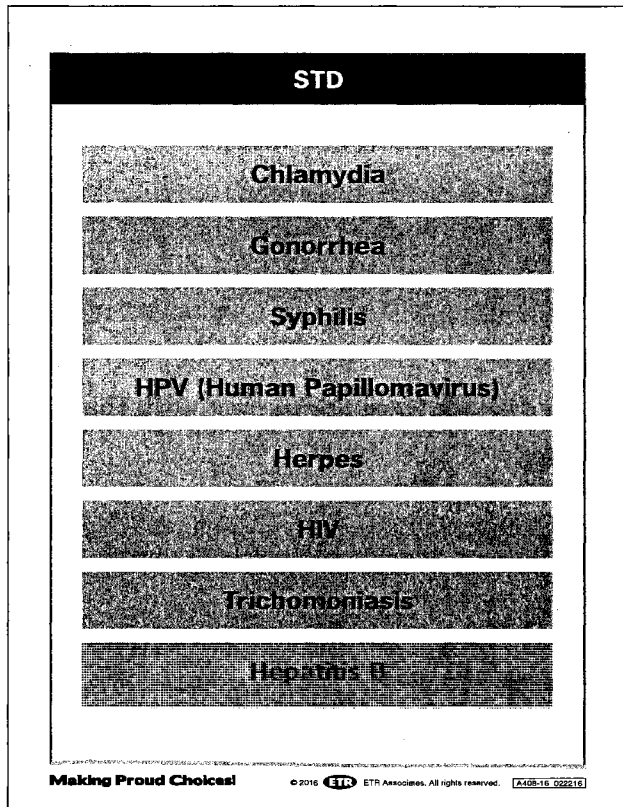 STD
Chlamydia
Gonorrhea
Syphilis
HPV (Human Papillomavirus)
Herpes
HIV
Trichomoniasis
Hepatitis B
Making Proud Choices! © 2016 ETR ETR Associates. All rights reserved. A408-16 022216